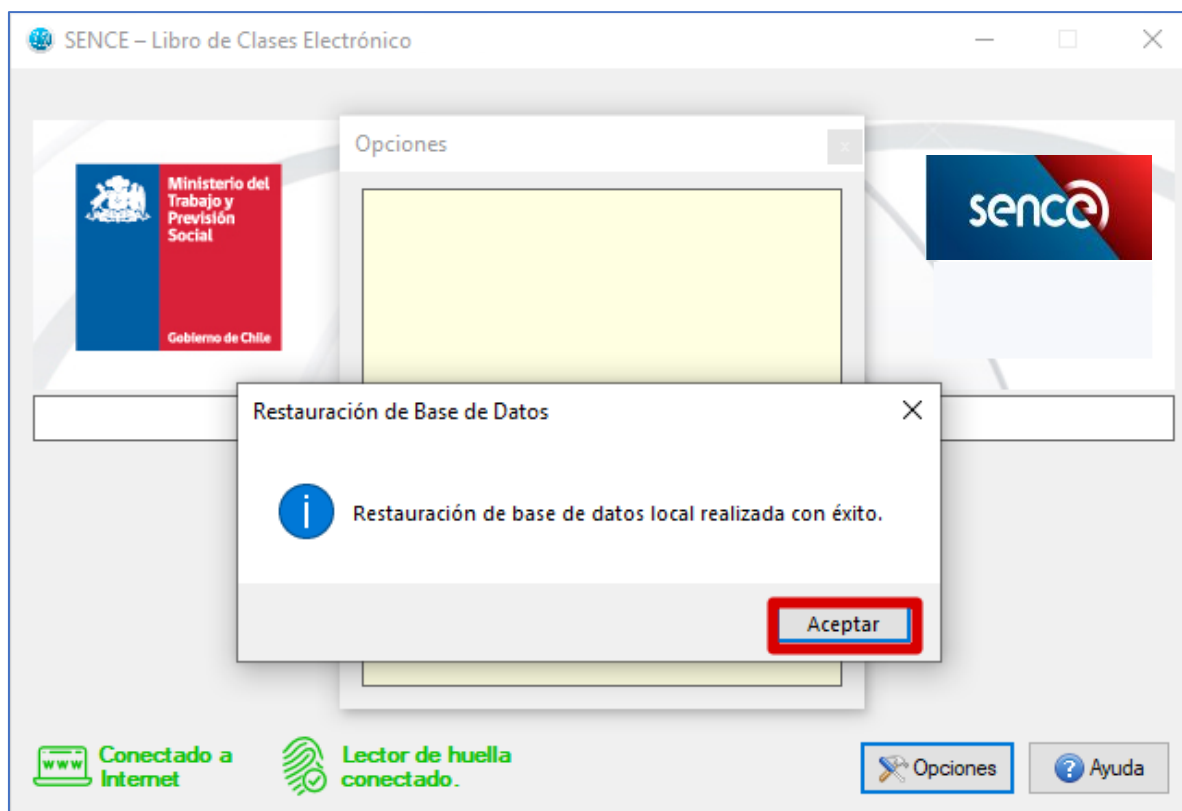 SENCE – Libro de Clases Electrónico
Opciones
x
Ministerio del
Trabajo y
Previsión
Social
Gobierno de Chile
sence
Restauración de Base de Datos
Restauración de base de datos local realizada con éxito.
Aceptar
www
Conectado a
Internet
Lector de huella
conectado.
Opciones
Ayuda